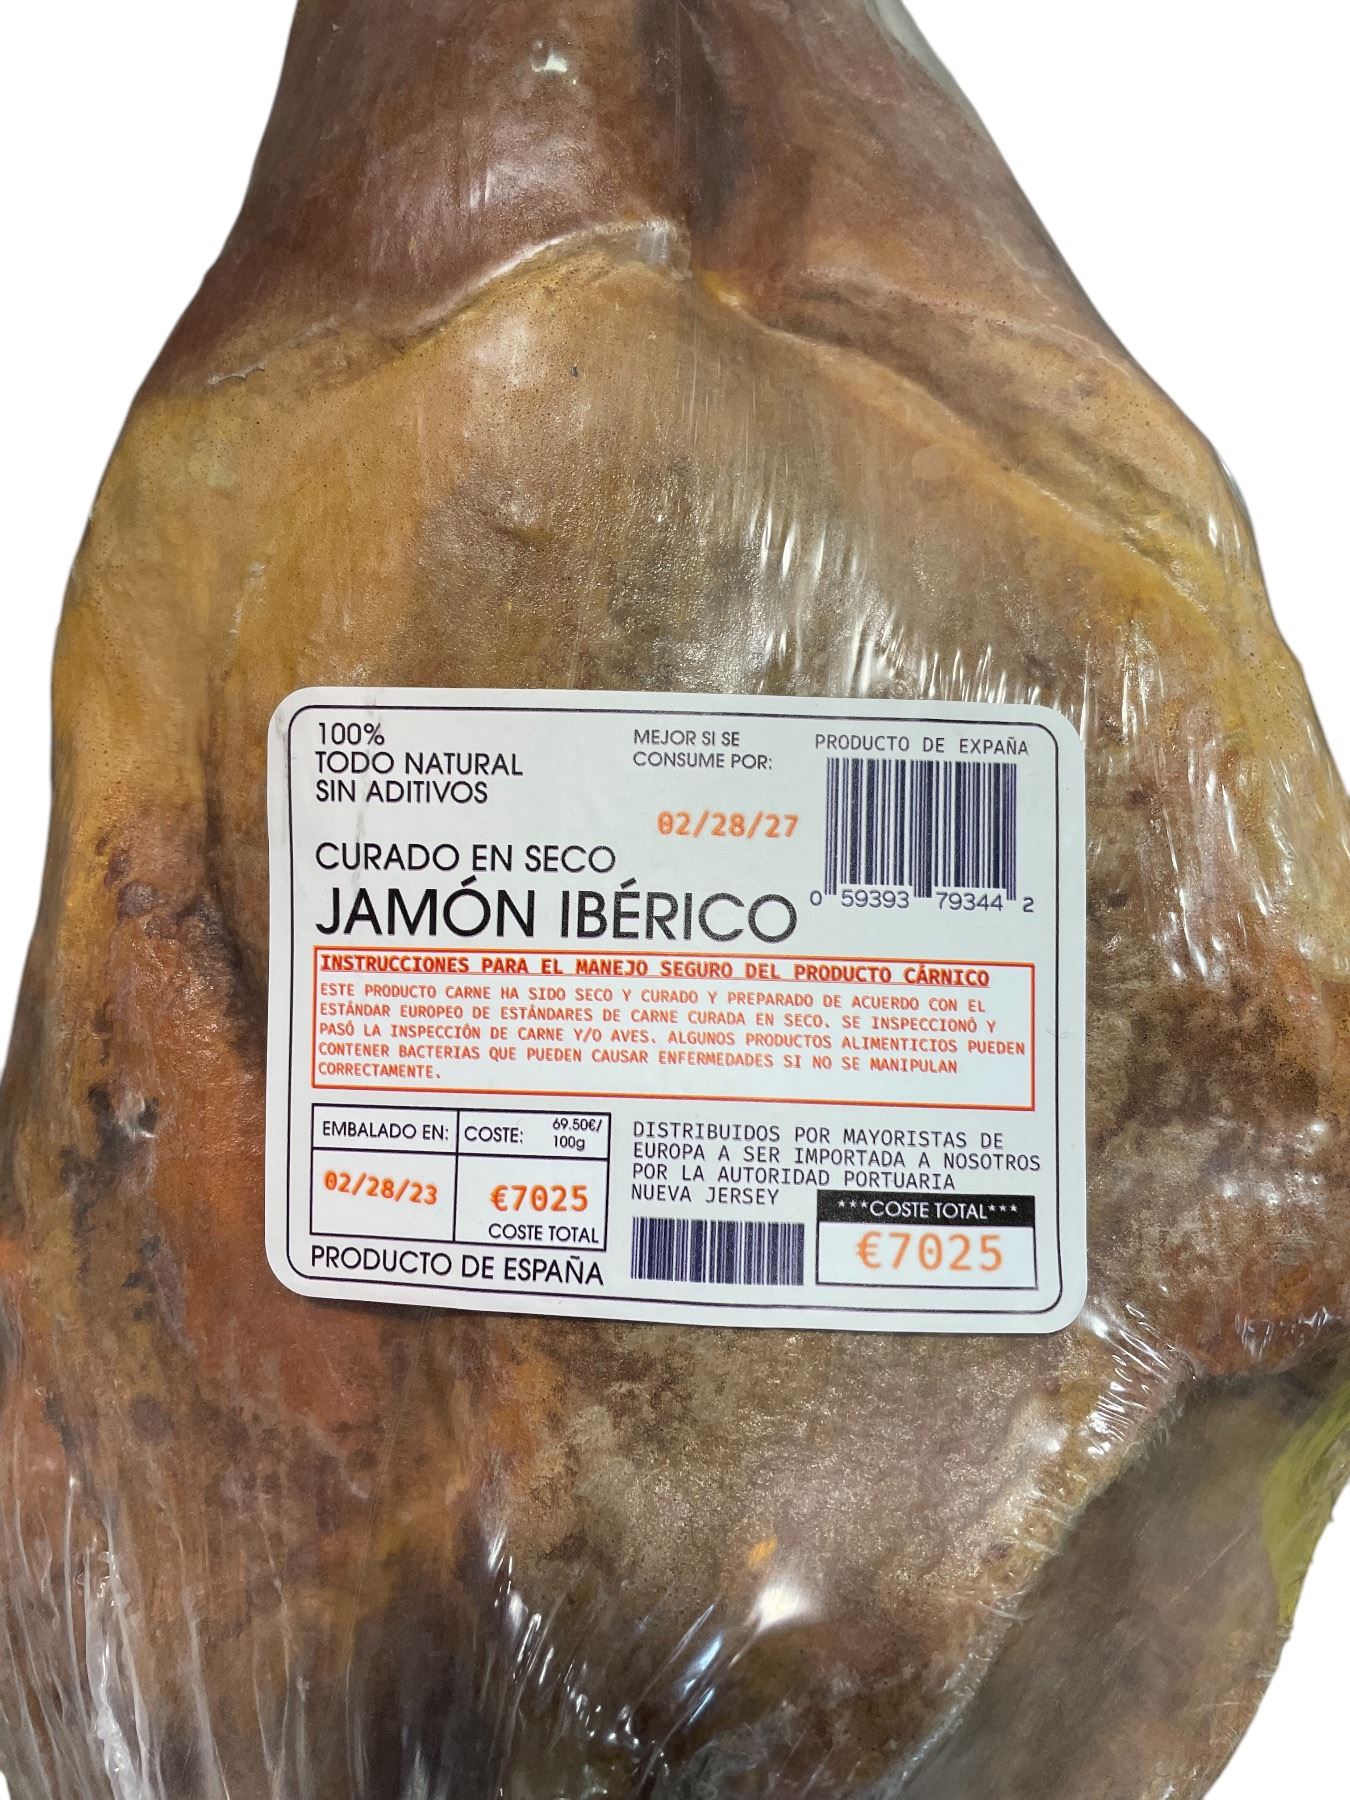 100%
TODO NATURAL
SIN ADITIVOS
MEJOR SI SE
CONSUME POR:
02/28/27
PRODUCTO DE EXPAÑA
0 59393 79344 2
CURADO EN SECO
JAMÓN IBÉRICO
INSTRUCCIONES PARA EL MANEJO SEGURO DEL PRODUCTO CÁRNICO
ESTE PRODUCTO CARNE HA SIDO SECO Y CURADO Y PREPARADO DE ACUERDO CON EL
ESTÁNDAR EUROPEO DE ESTÁNDARES DE CARNE CURADA EN SECO. SE INSPECCIONÓ Y
PASÓ LA INSPECCIÓN DE CARNE Y/O AVES. ALGUNOS PRODUCTOS ALIMENTICIOS PUEDEN
CONTENER BACTERIAS QUE PUEDEN CAUSAR ENFERMEDADES SI NO SE MANIPULAN
CORRECTAMENTE.
EMBALADO EN:
02/28/23
COSTE:
69.50€/
100g
€7025
COSTE TOTAL
PRODUCTO DE ESPAÑA
DISTRIBUIDOS POR MAYORISTAS DE
EUROPA A SER IMPORTADA A NOSOTROS
POR LA AUTORIDAD PORTUARIA
NUEVA JERSEY
***COSTE TOTAL***
€7025